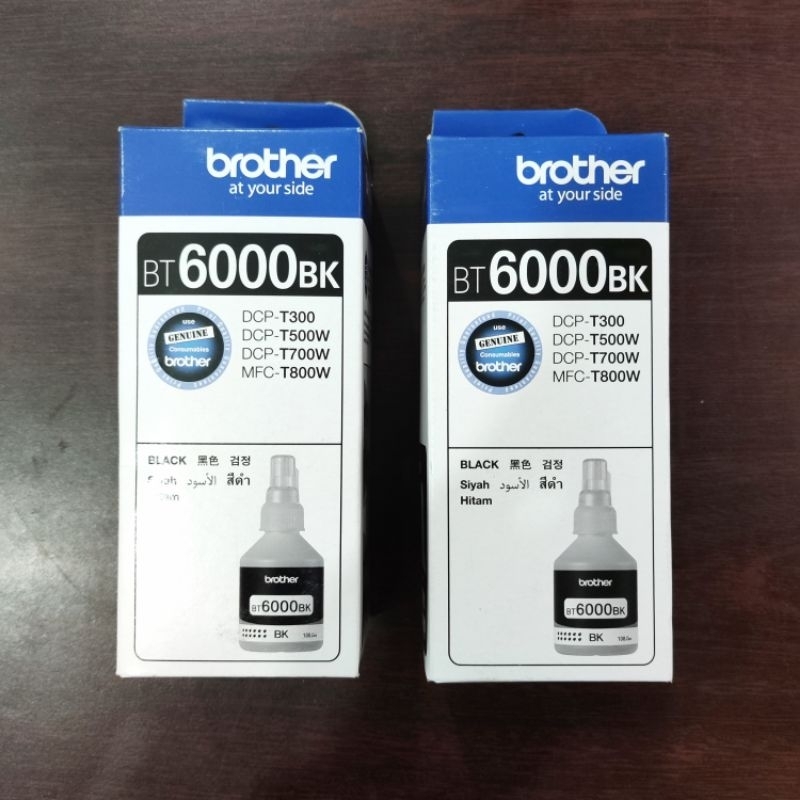 brother
at your side
BT6000BK
use
GENUINE
Consumables
brother
DCP-T300
DCP-T500W
DCP-T700W
MFC-T800W
BLACK 黑色 검정
الأسود สีดำ
brother
BT6000BK
BK
brother
at your side
BT6000BK
use
GENUINE
Consumables
brother
DCP-T300
DCP-T500W
DCP-T700W
MFC-T800W
BLACK 黑色 검정
Siyah الأسود สีดำ
Hitam
brother
BT6000BK
BK